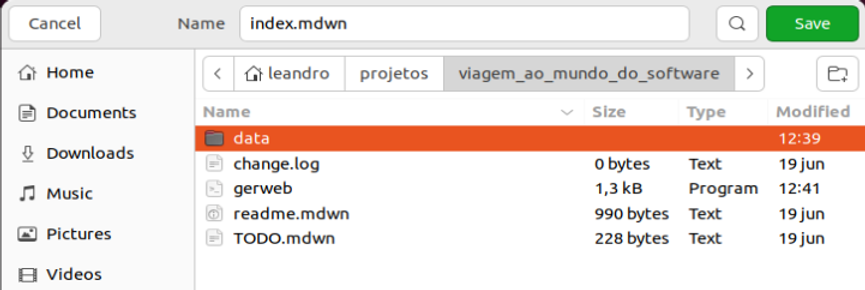 Cancel Name index.mdwn Save
Home leandro projetos viagem_ao_mundo_do_software
Documents
Downloads
Music
Pictures
Videos
Name Size Type Modified
data 12:39
change.log 0 bytes Text 19 jun
gerweb 1,3 kB Program 12:41
readme.mdwn 990 bytes Text 19 jun
TODO.mdwn 228 bytes Text 19 jun